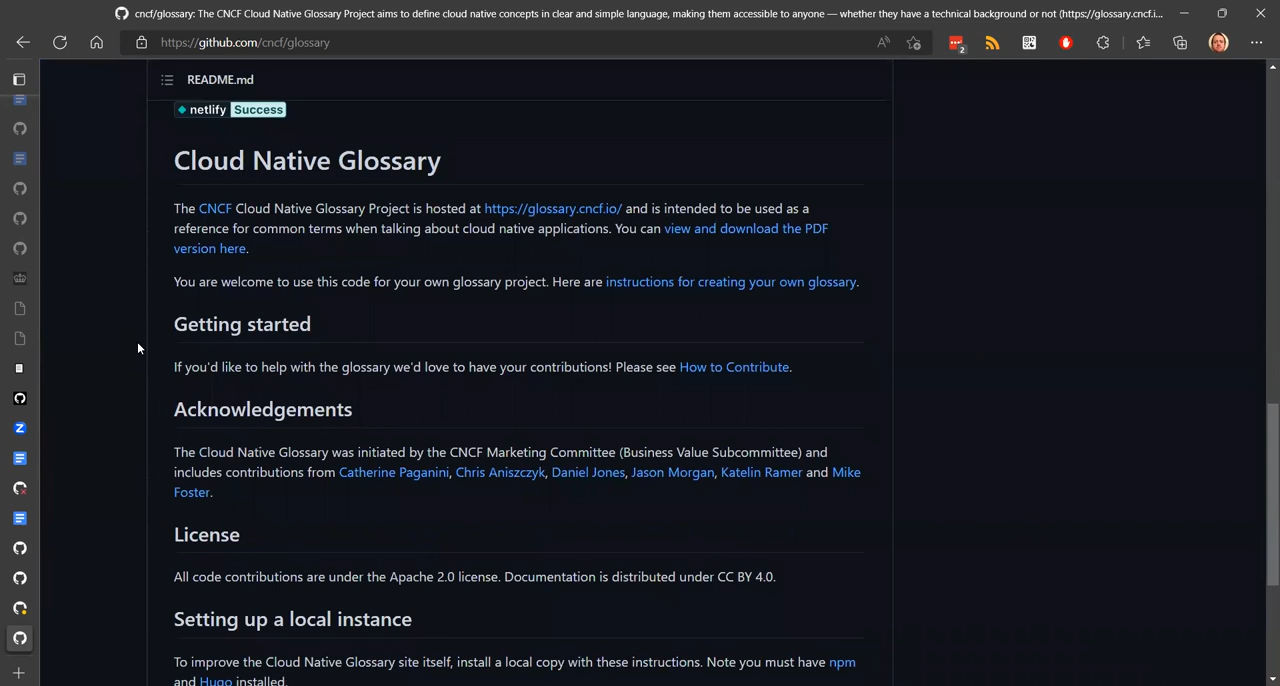 cncf/glossary: The CNCF Cloud Native Glossary Project aims to define cloud native concepts in clear and simple language, making them accessible to anyone — whether they have a technical background or not (https://glossary.cncf.i...
https://github.com/cncf/glossary
2
README.md
netlify Success
Cloud Native Glossary
The CNCF Cloud Native Glossary Project is hosted at https://glossary.cncf.io/ and is intended to be used as a
reference for common terms when talking about cloud native applications. You can view and download the PDF
version here.
You are welcome to use this code for your own glossary project. Here are instructions for creating your own glossary.
Getting started
If you'd like to help with the glossary we'd love to have your contributions! Please see How to Contribute.
Acknowledgements
The Cloud Native Glossary was initiated by the CNCF Marketing Committee (Business Value Subcommittee) and
includes contributions from Catherine Paganini, Chris Aniszczyk, Daniel Jones, Jason Morgan, Katelin Ramer and Mike
Foster.
License
All code contributions are under the Apache 2.0 license. Documentation is distributed under CC BY 4.0.
Setting up a local instance
To improve the Cloud Native Glossary site itself, install a local copy with these instructions. Note you must have npm
and Hugo installed.